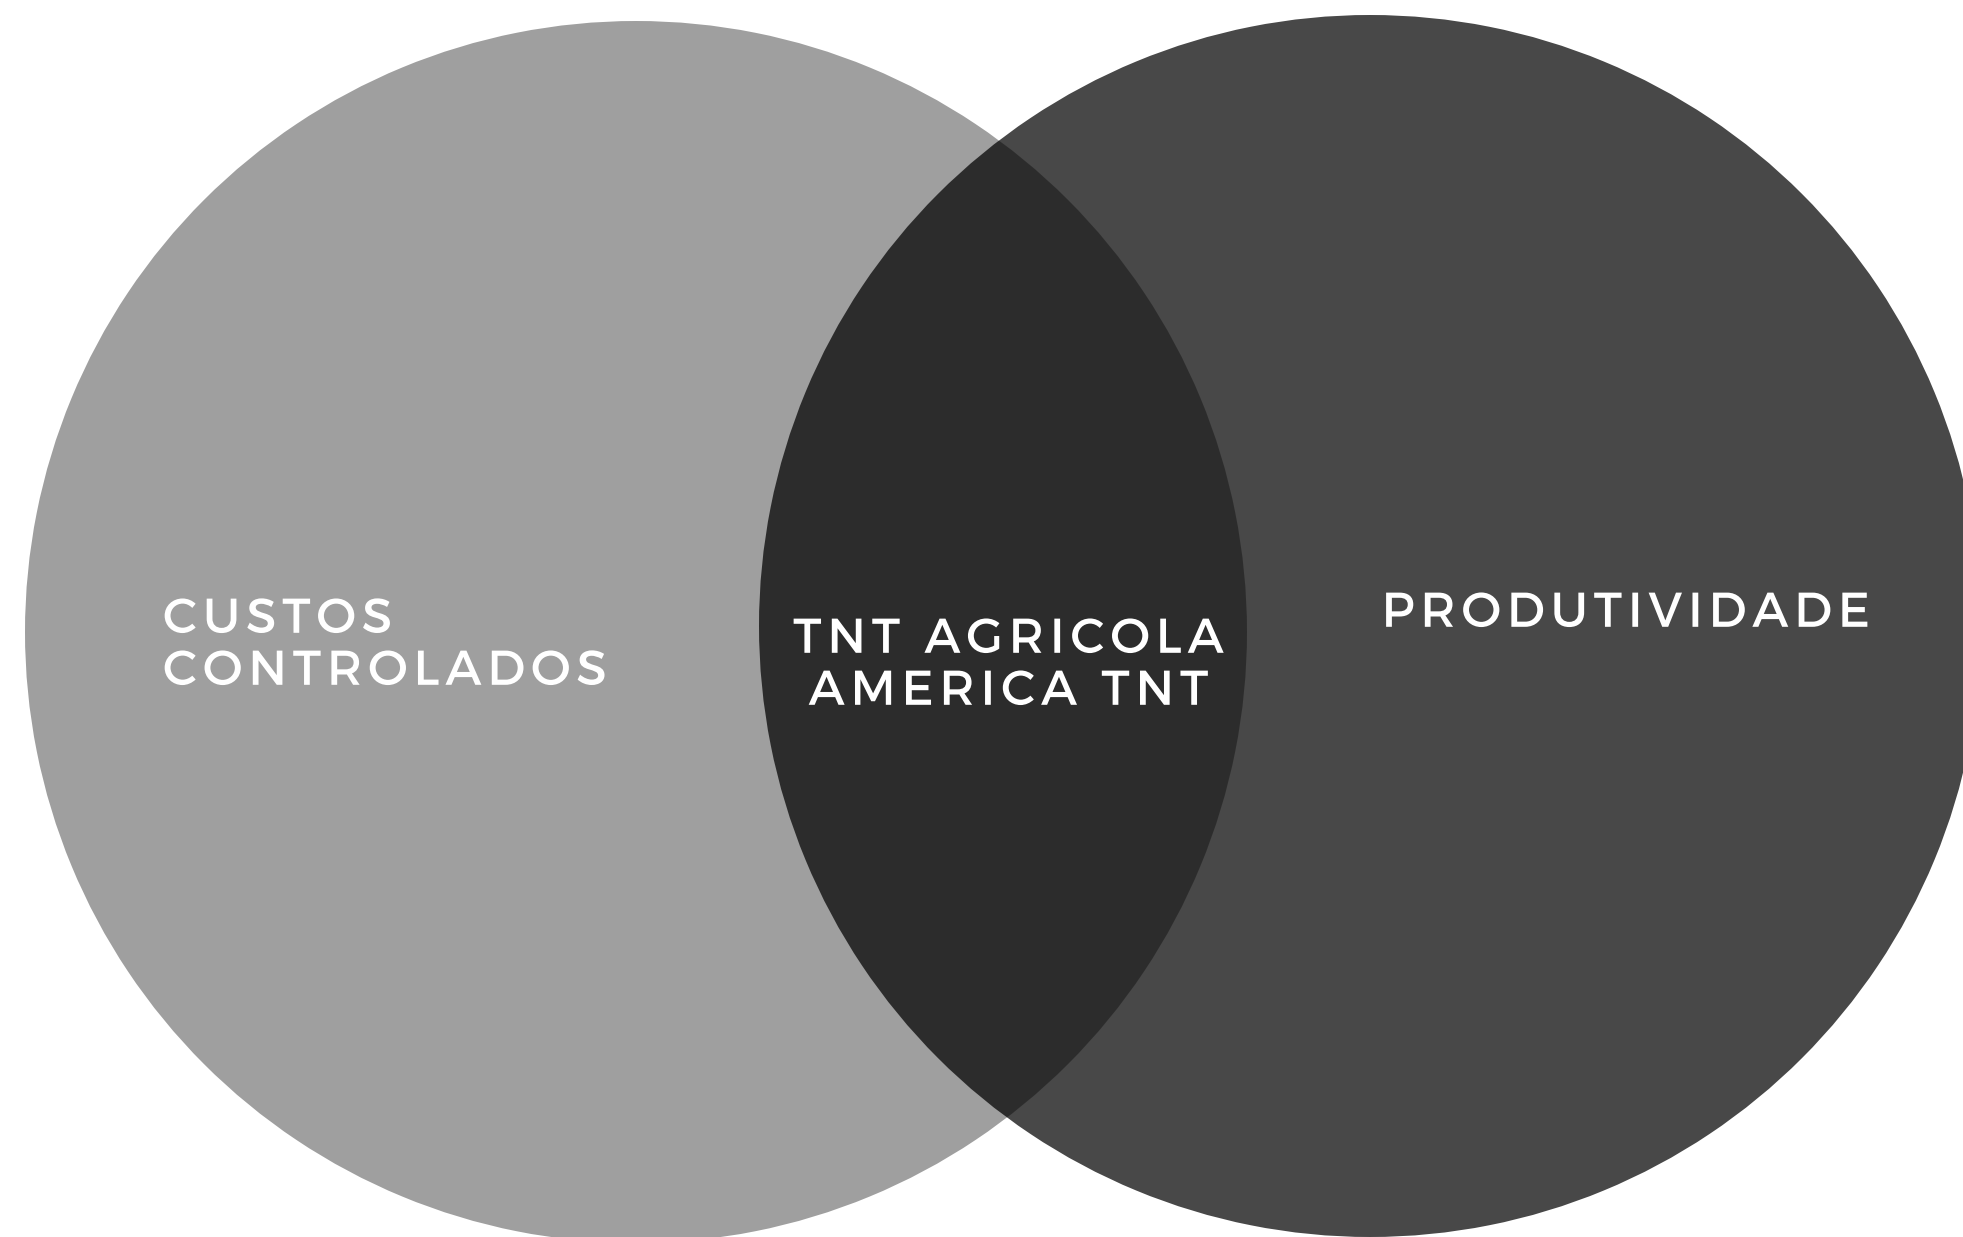 CUSTOS
CONTROLADOS
TNT AGRICOLA
AMERICA TNT
PRODUTIVIDADE